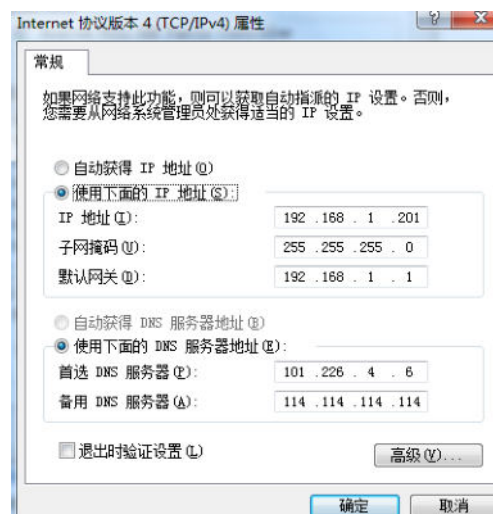 Internet 协议版本 4 (TCP/IPv4) 属性
常规
如果网络支持此功能，则可以获取自动指派的 IP 设置。否则，
您需要从网络系统管理员处获得适当的 IP 设置。
自动获得 IP 地址(O)
使用下面的 IP 地址(S):
IP 地址(I): 192 .168 . 1 .201
子网掩码(U): 255 .255 .255 . 0
默认网关(D): 192 .168 . 1 . 1
自动获得 DNS 服务器地址(B)
使用下面的 DNS 服务器地址(E):
首选 DNS 服务器(P): 101 .226 . 4 . 6
备用 DNS 服务器(A): 114 .114 .114 .114
退出时验证设置(L)
高级(V)...
确定 取消